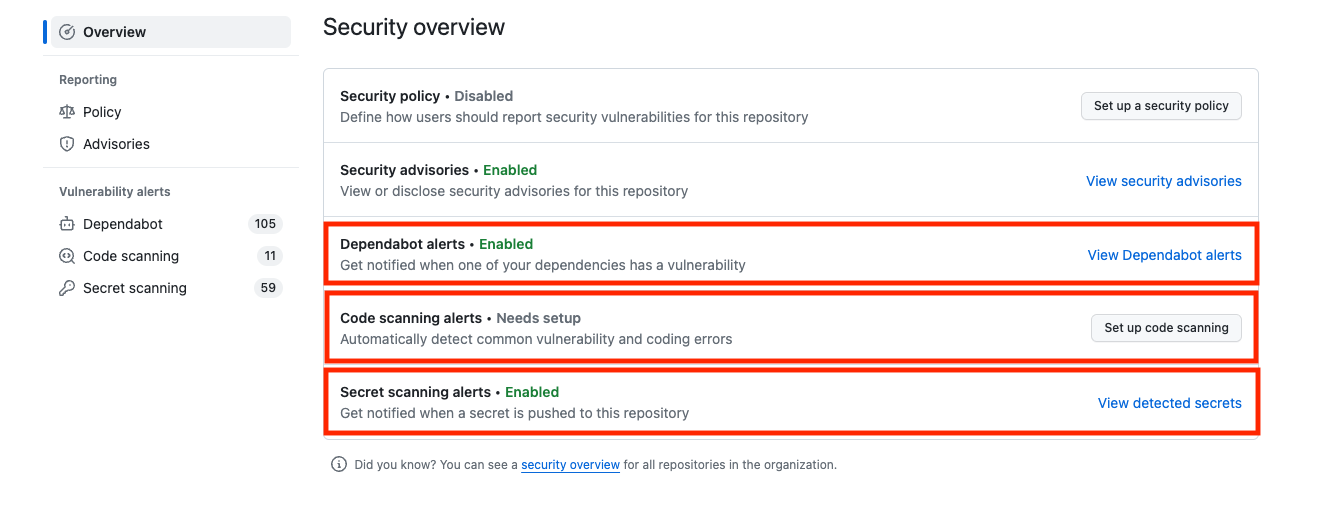 Overview
Reporting
Policy
Advisories
Vulnerability alerts
Dependabot 105
Code scanning 11
Secret scanning 59
Security overview
Security policy • Disabled
Define how users should report security vulnerabilities for this repository
Set up a security policy
Security advisories • Enabled
View or disclose security advisories for this repository
View security advisories
Dependabot alerts • Enabled
Get notified when one of your dependencies has a vulnerability
View Dependabot alerts
Code scanning alerts • Needs setup
Automatically detect common vulnerability and coding errors
Set up code scanning
Secret scanning alerts • Enabled
Get notified when a secret is pushed to this repository
View detected secrets
Did you know? You can see a security overview for all repositories in the organization.